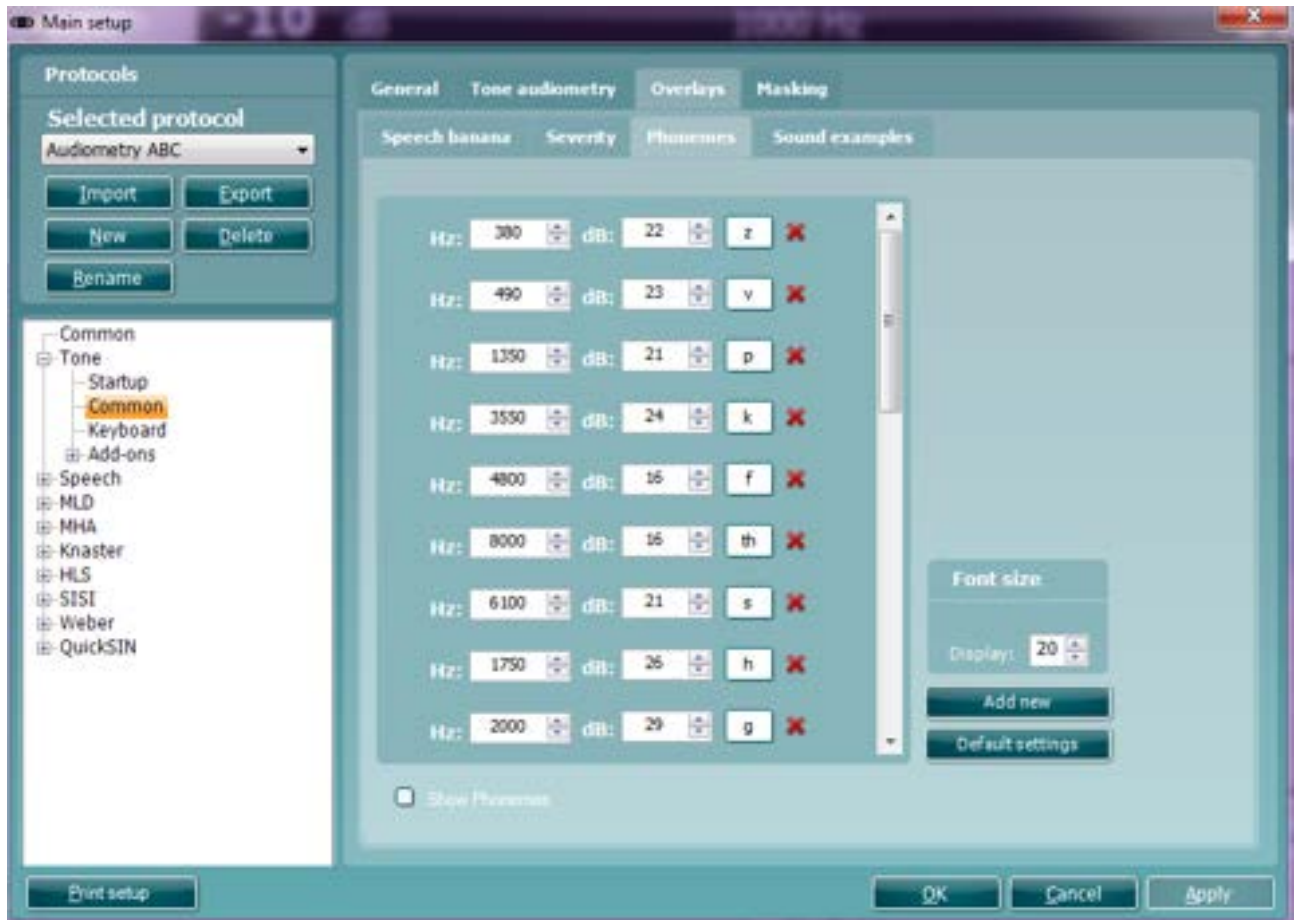 Main setup
-10 dB 1000 Hz
Protocols
Selected protocol
Audiometry ABC
Import Export
New Delete
Rename
Common
Tone
Startup
Common
Keyboard
Add-ons
Speech
MLD
MHA
Knaster
HLS
SISI
Weber
QuickSIN
Print setup
General Tone audiometry Overlays Masking
Speech banana Severity Phonemes Sound examples
Hz: 380 dB: 22 z
Hz: 490 dB: 23 v
Hz: 1350 dB: 21 p
Hz: 3550 dB: 24 k
Hz: 4800 dB: 16 f
Hz: 8000 dB: 16 th
Hz: 6100 dB: 21 s
Hz: 1750 dB: 26 h
Hz: 2000 dB: 29 g
Show Phonemes
Font size
Display: 20
Add new
Default settings
OK Cancel Apply